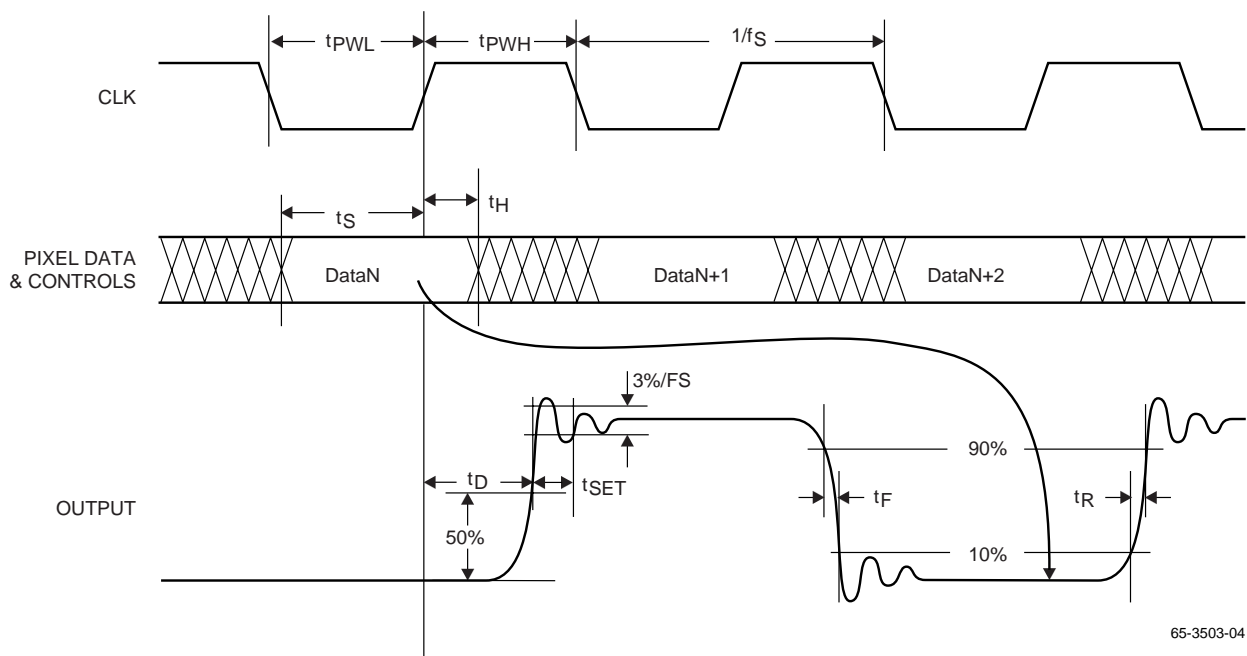 tPWL
tPWH
1/fS
CLK
tS
tH
PIXEL DATA
& CONTROLS
DataN
DataN+1
DataN+2
3%/FS
90%
tD
tSET
tF
tR
OUTPUT
50%
10%
65-3503-04